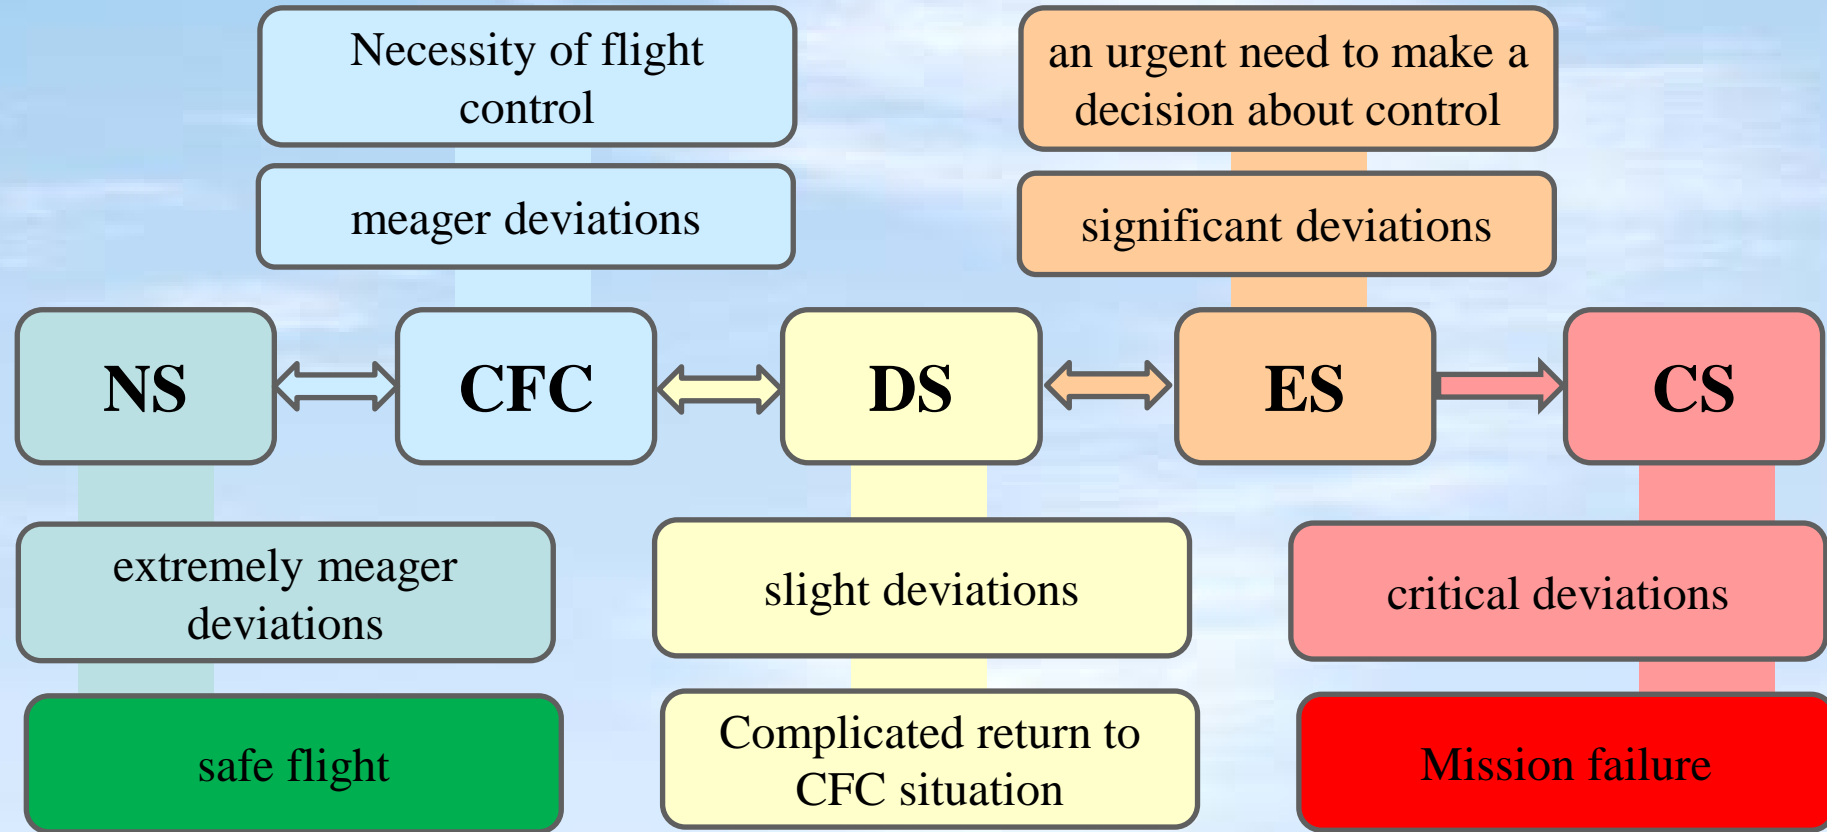 Necessity of flight
control
an urgent need to make a
decision about control
meager deviations
significant deviations
NS
CFC
DS
ES
CS
extremely meager
deviations
slight deviations
critical deviations
safe flight
Complicated return to
CFC situation
Mission failure